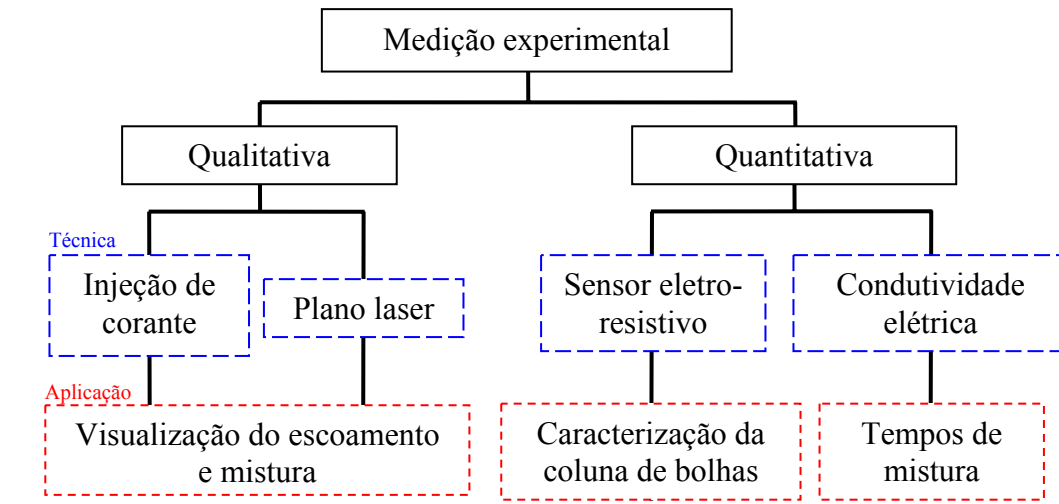 Medição experimental
Qualitativa
Quantitativa
Técnica
Injeção de
corante
Plano laser
Sensor eletro-
resistivo
Condutividade
elétrica
Aplicação
Visualização do escoamento
e mistura
Caracterização da
coluna de bolhas
Tempos de
mistura